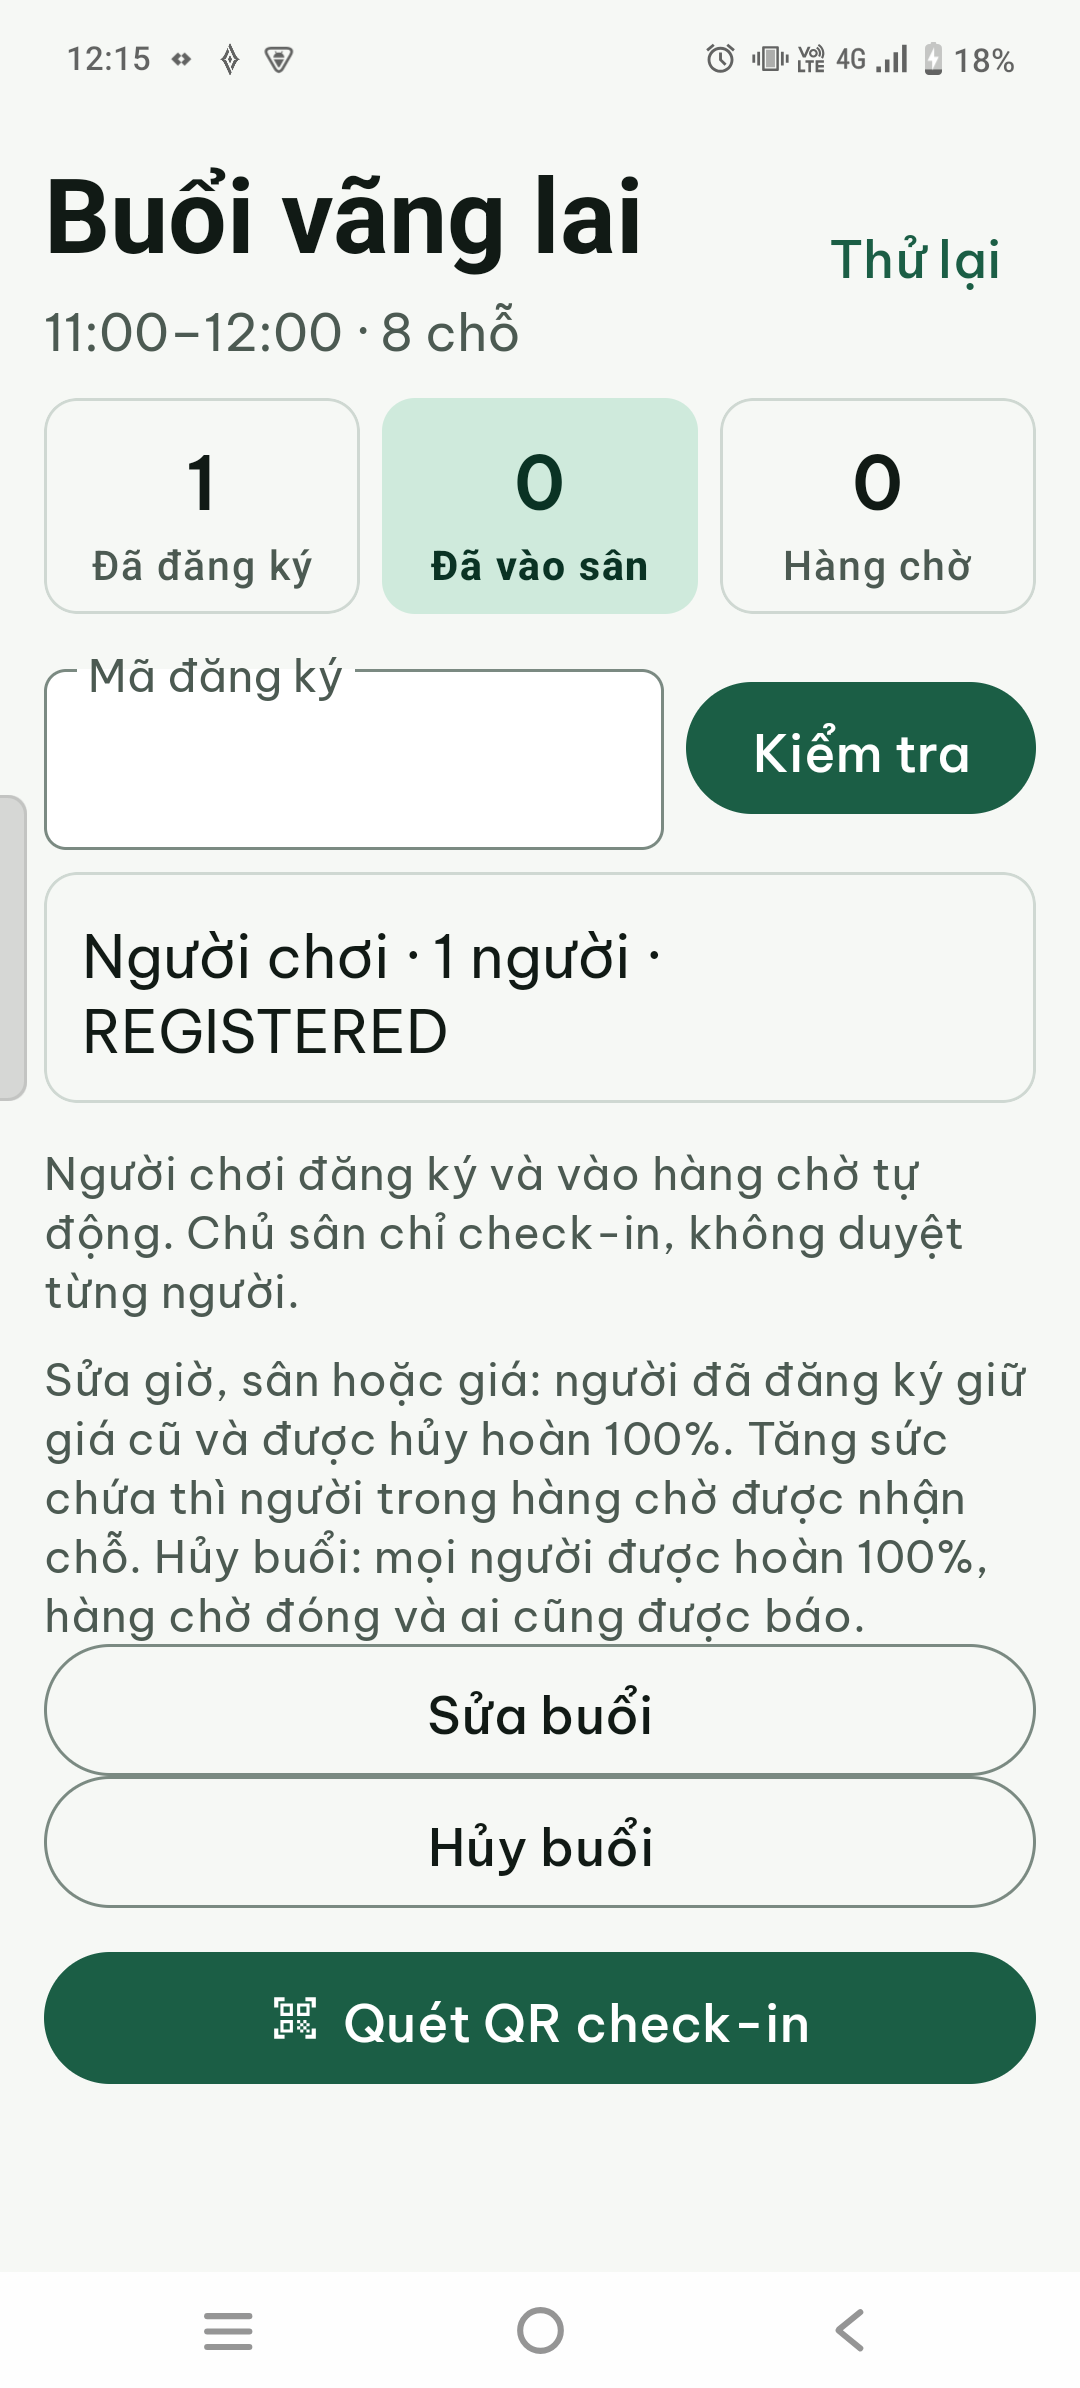 12:15
VoLTE 4G 18%
Buổi vãng lai
Thử lại
11:00–12:00 · 8 chỗ
1
Đã đăng ký
0
Đã vào sân
0
Hàng chờ
Mã đăng ký
Kiểm tra
Người chơi · 1 người ·
REGISTERED
Người chơi đăng ký và vào hàng chờ tự
động. Chủ sân chỉ check-in, không duyệt
từng người.
Sửa giờ, sân hoặc giá: người đã đăng ký giữ
giá cũ và được hủy hoàn 100%. Tăng sức
chứa thì người trong hàng chờ được nhận
chỗ. Hủy buổi: mọi người được hoàn 100%,
hàng chờ đóng và ai cũng được báo.
Sửa buổi
Hủy buổi
Quét QR check-in